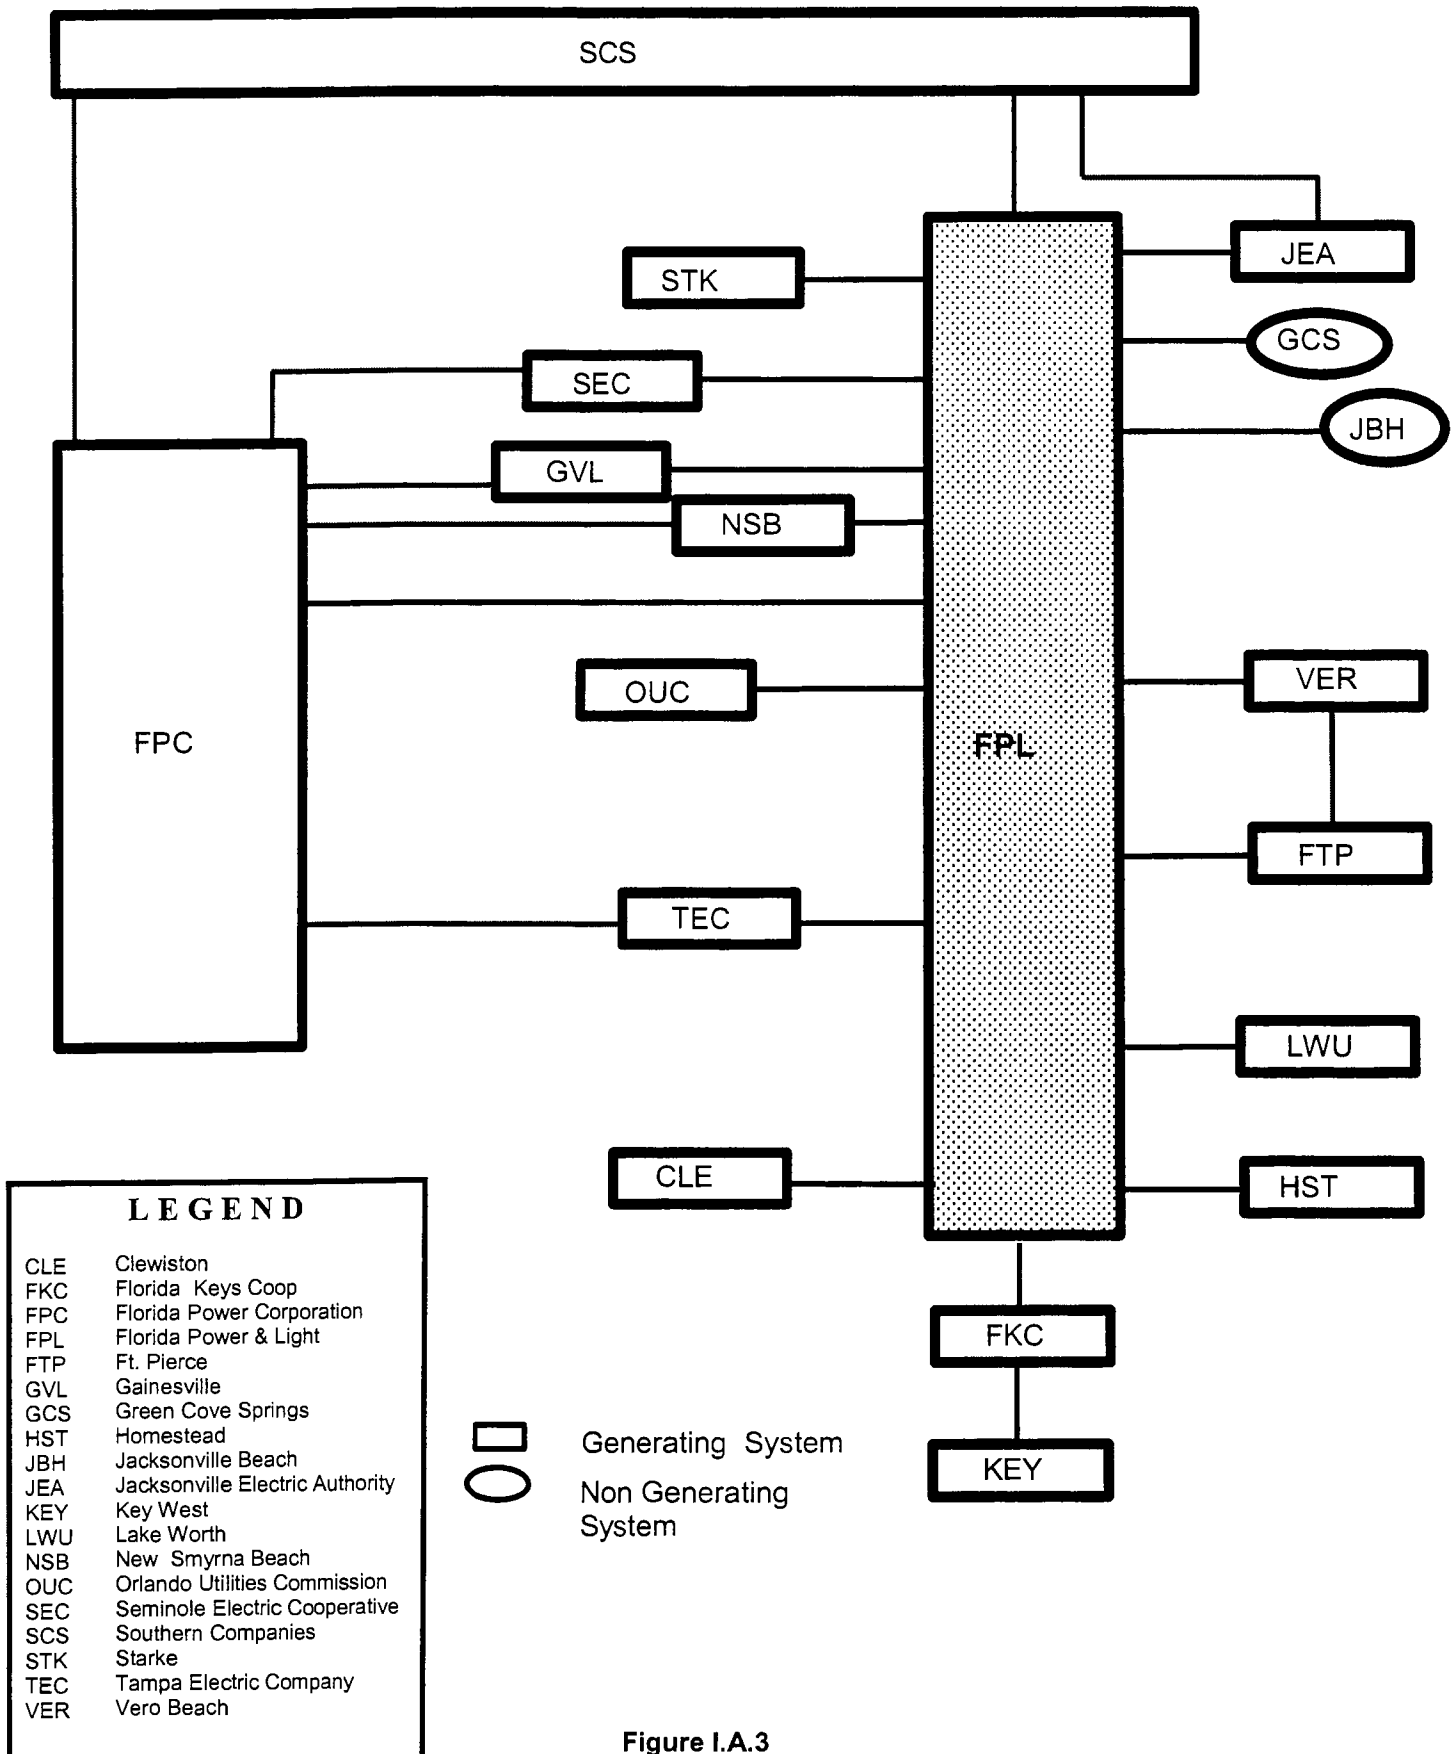 SCS
JEA
STK
GCS
SEC
JBH
GVL
NSB
VER
OUC
FPC
FPL
FTP
TEC
LWU
CLE
HST
LEGEND
CLE Clewiston
FKC Florida Keys Coop
FPC Florida Power Corporation
FPL Florida Power & Light
FTP Ft. Pierce
GVL Gainesville
GCS Green Cove Springs
HST Homestead
JBH Jacksonville Beach
JEA Jacksonville Electric Authority
KEY Key West
LWU Lake Worth
NSB New Smyrna Beach
OUC Orlando Utilities Commission
SEC Seminole Electric Cooperative
SCS Southern Companies
STK Starke
TEC Tampa Electric Company
VER Vero Beach
FKC
KEY
Generating System
Non Generating
System
Figure I.A.3